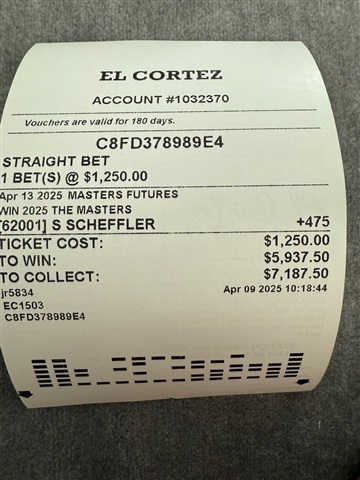 EL CORTEZ
ACCOUNT #1032370
Vouchers are valid for 180 days.
C8FD378989E4
STRAIGHT BET
1 BET(S) @ $1,250.00
Apr 13 2025 MASTERS FUTURES
WIN 2025 THE MASTERS
[62001] S SCHEFFLER +475
TICKET COST: $1,250.00
TO WIN: $5,937.50
TO COLLECT: $7,187.50
jr5834 Apr 09 2025 10:18:44
EC1503
C8FD378989E4